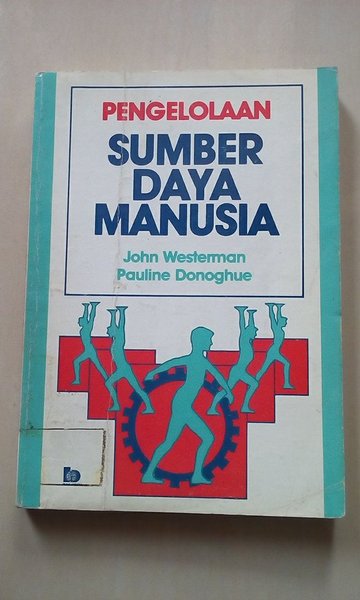 PENGELOLAAN
SUMBER
DAYA
MANUSIA
John Westerman
Pauline Donoghue